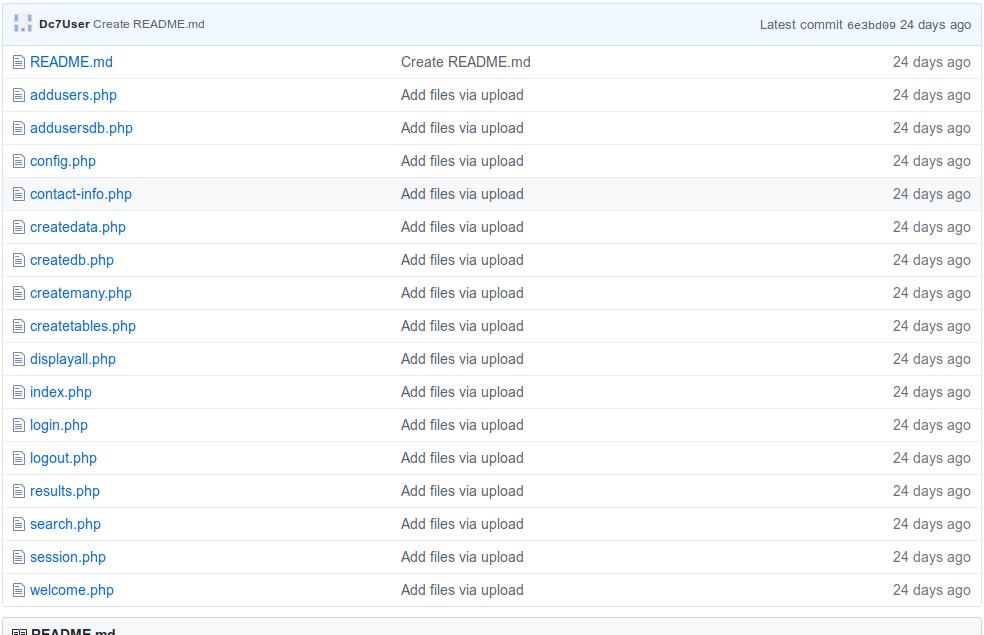 Dc7User Create README.md Latest commit 6e3bd09 24 days ago
README.md Create README.md 24 days ago
addusers.php Add files via upload 24 days ago
addusersdb.php Add files via upload 24 days ago
config.php Add files via upload 24 days ago
contact-info.php Add files via upload 24 days ago
createdata.php Add files via upload 24 days ago
createdb.php Add files via upload 24 days ago
createmany.php Add files via upload 24 days ago
createtables.php Add files via upload 24 days ago
displayall.php Add files via upload 24 days ago
index.php Add files via upload 24 days ago
login.php Add files via upload 24 days ago
logout.php Add files via upload 24 days ago
results.php Add files via upload 24 days ago
search.php Add files via upload 24 days ago
session.php Add files via upload 24 days ago
welcome.php Add files via upload 24 days ago
README.md